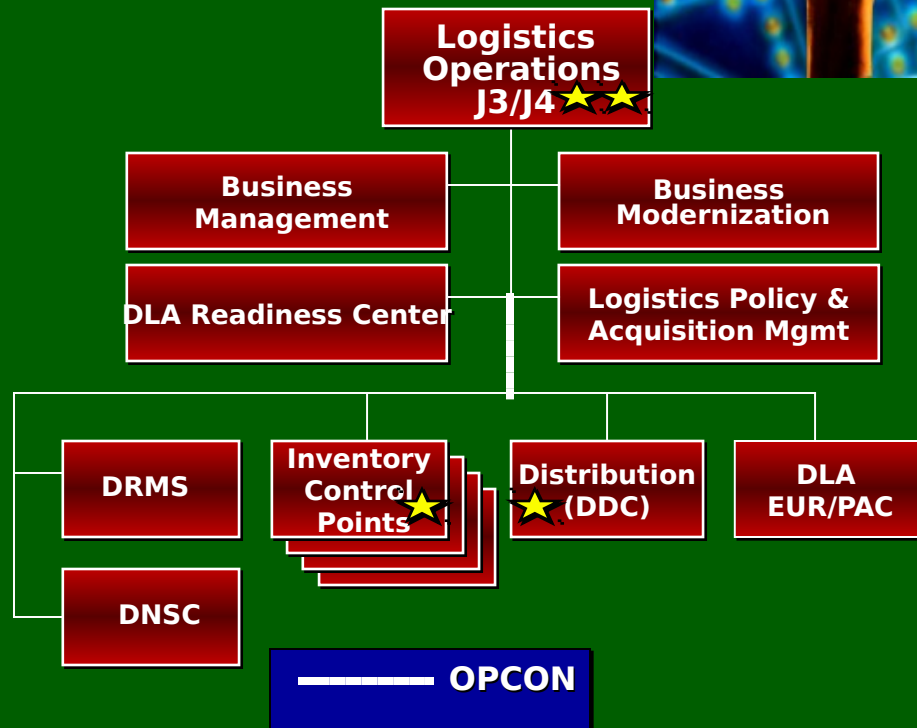 Logistics
Operations
J3/J4
Business
Management
Business
Modernization
DLA Readiness Center
Logistics Policy &
Acquisition Mgmt
DRMS
Inventory
Control
Points
Distribution
(DDC)
DLA
EUR/PAC
DNSC
OPCON